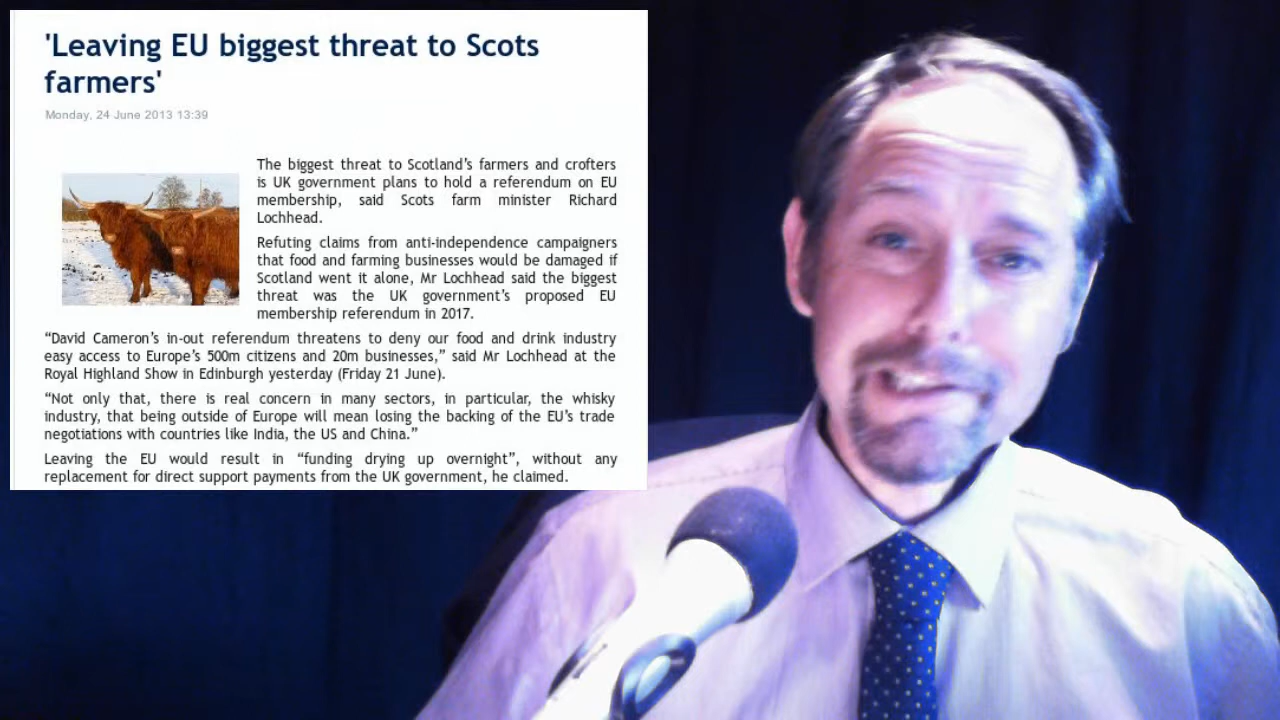 'Leaving EU biggest threat to Scots
farmers'
Monday, 24 June 2013 13:39
The biggest threat to Scotland’s farmers and crofters
is UK government plans to hold a referendum on EU
membership, said Scots farm minister Richard
Lochhead.
Refuting claims from anti-independence campaigners
that food and farming businesses would be damaged if
Scotland went it alone, Mr Lochhead said the biggest
threat was the UK government’s proposed EU
membership referendum in 2017.
“David Cameron’s in-out referendum threatens to deny our food and drink industry
easy access to Europe’s 500m citizens and 20m businesses,” said Mr Lochhead at the
Royal Highland Show in Edinburgh yesterday (Friday 21 June).
“Not only that, there is real concern in many sectors, in particular, the whisky
industry, that being outside of Europe will mean losing the backing of the EU’s trade
negotiations with countries like India, the US and China.”
Leaving the EU would result in “funding drying up overnight”, without any
replacement for direct support payments from the UK government, he claimed.